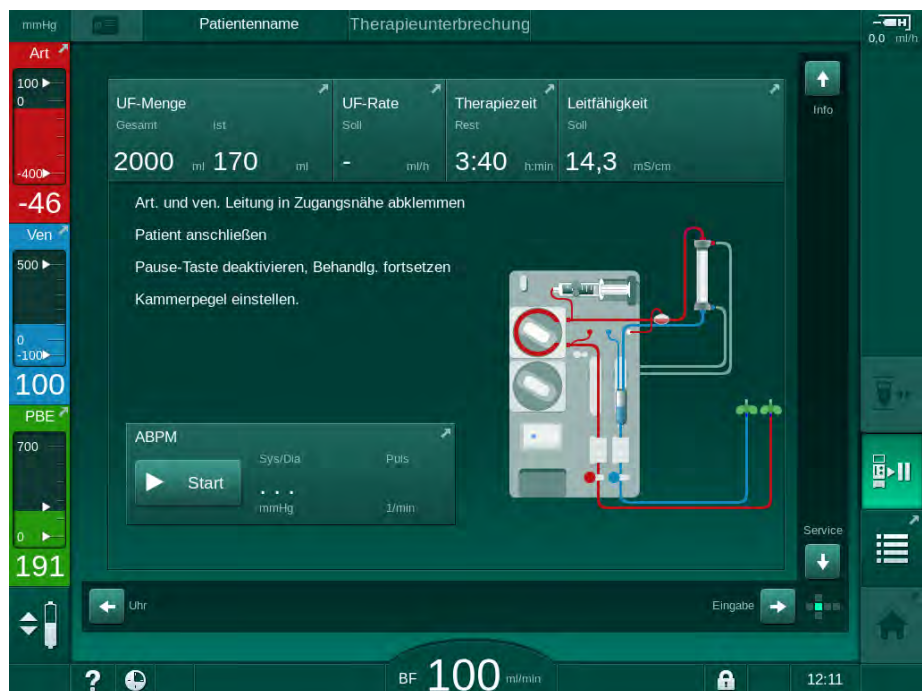 mmHg
Patientenname
Therapieunterbrechung
0,0 ml/h
Art
100
0
-400
-46
Ven
500
0
-100
100
PBE
700
0
191
UF-Menge
Gesamt ist
2000 ml 170 ml
UF-Rate
Soll
- ml/h
Therapiezeit
Rest
3:40 h:min
Leitfähigkeit
Soll
14,3 mS/cm
Info
Art. und ven. Leitung in Zugangsnähe abklemmen
Patient anschließen
Pause-Taste deaktivieren, Behandlg. fortsetzen
Kammerpegel einstellen.
ABPM
Sys/Dia Puls
Start
. . .
mmHg 1/min
Service
Uhr
Eingabe
?
BF 100 ml/min
12:11